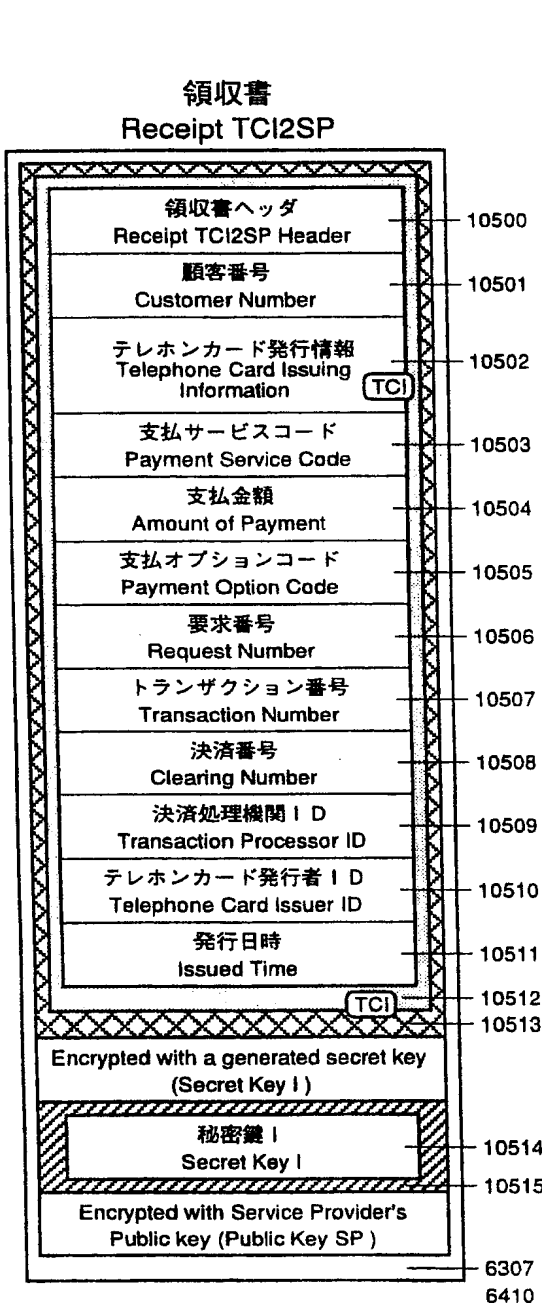 領収書
Receipt TCI2SP
領収書ヘッダ
Receipt TCI2SP Header
10500
顧客番号
Customer Number
10501
テレホンカード発行情報
Telephone Card Issuing
Information
TCI
10502
支払サービスコード
Payment Service Code
10503
支払金額
Amount of Payment
10504
支払オプションコード
Payment Option Code
10505
要求番号
Request Number
10506
トランザクション番号
Transaction Number
10507
決済番号
Clearing Number
10508
決済処理機関ID
Transaction Processor ID
10509
テレホンカード発行者ID
Telephone Card Issuer ID
10510
発行日時
Issued Time
10511
TCI
10512
10513
Encrypted with a generated secret key
(Secret Key I)
秘密鍵I
Secret Key I
10514
10515
Encrypted with Service Provider's
Public key (Public Key SP)
6307
6410